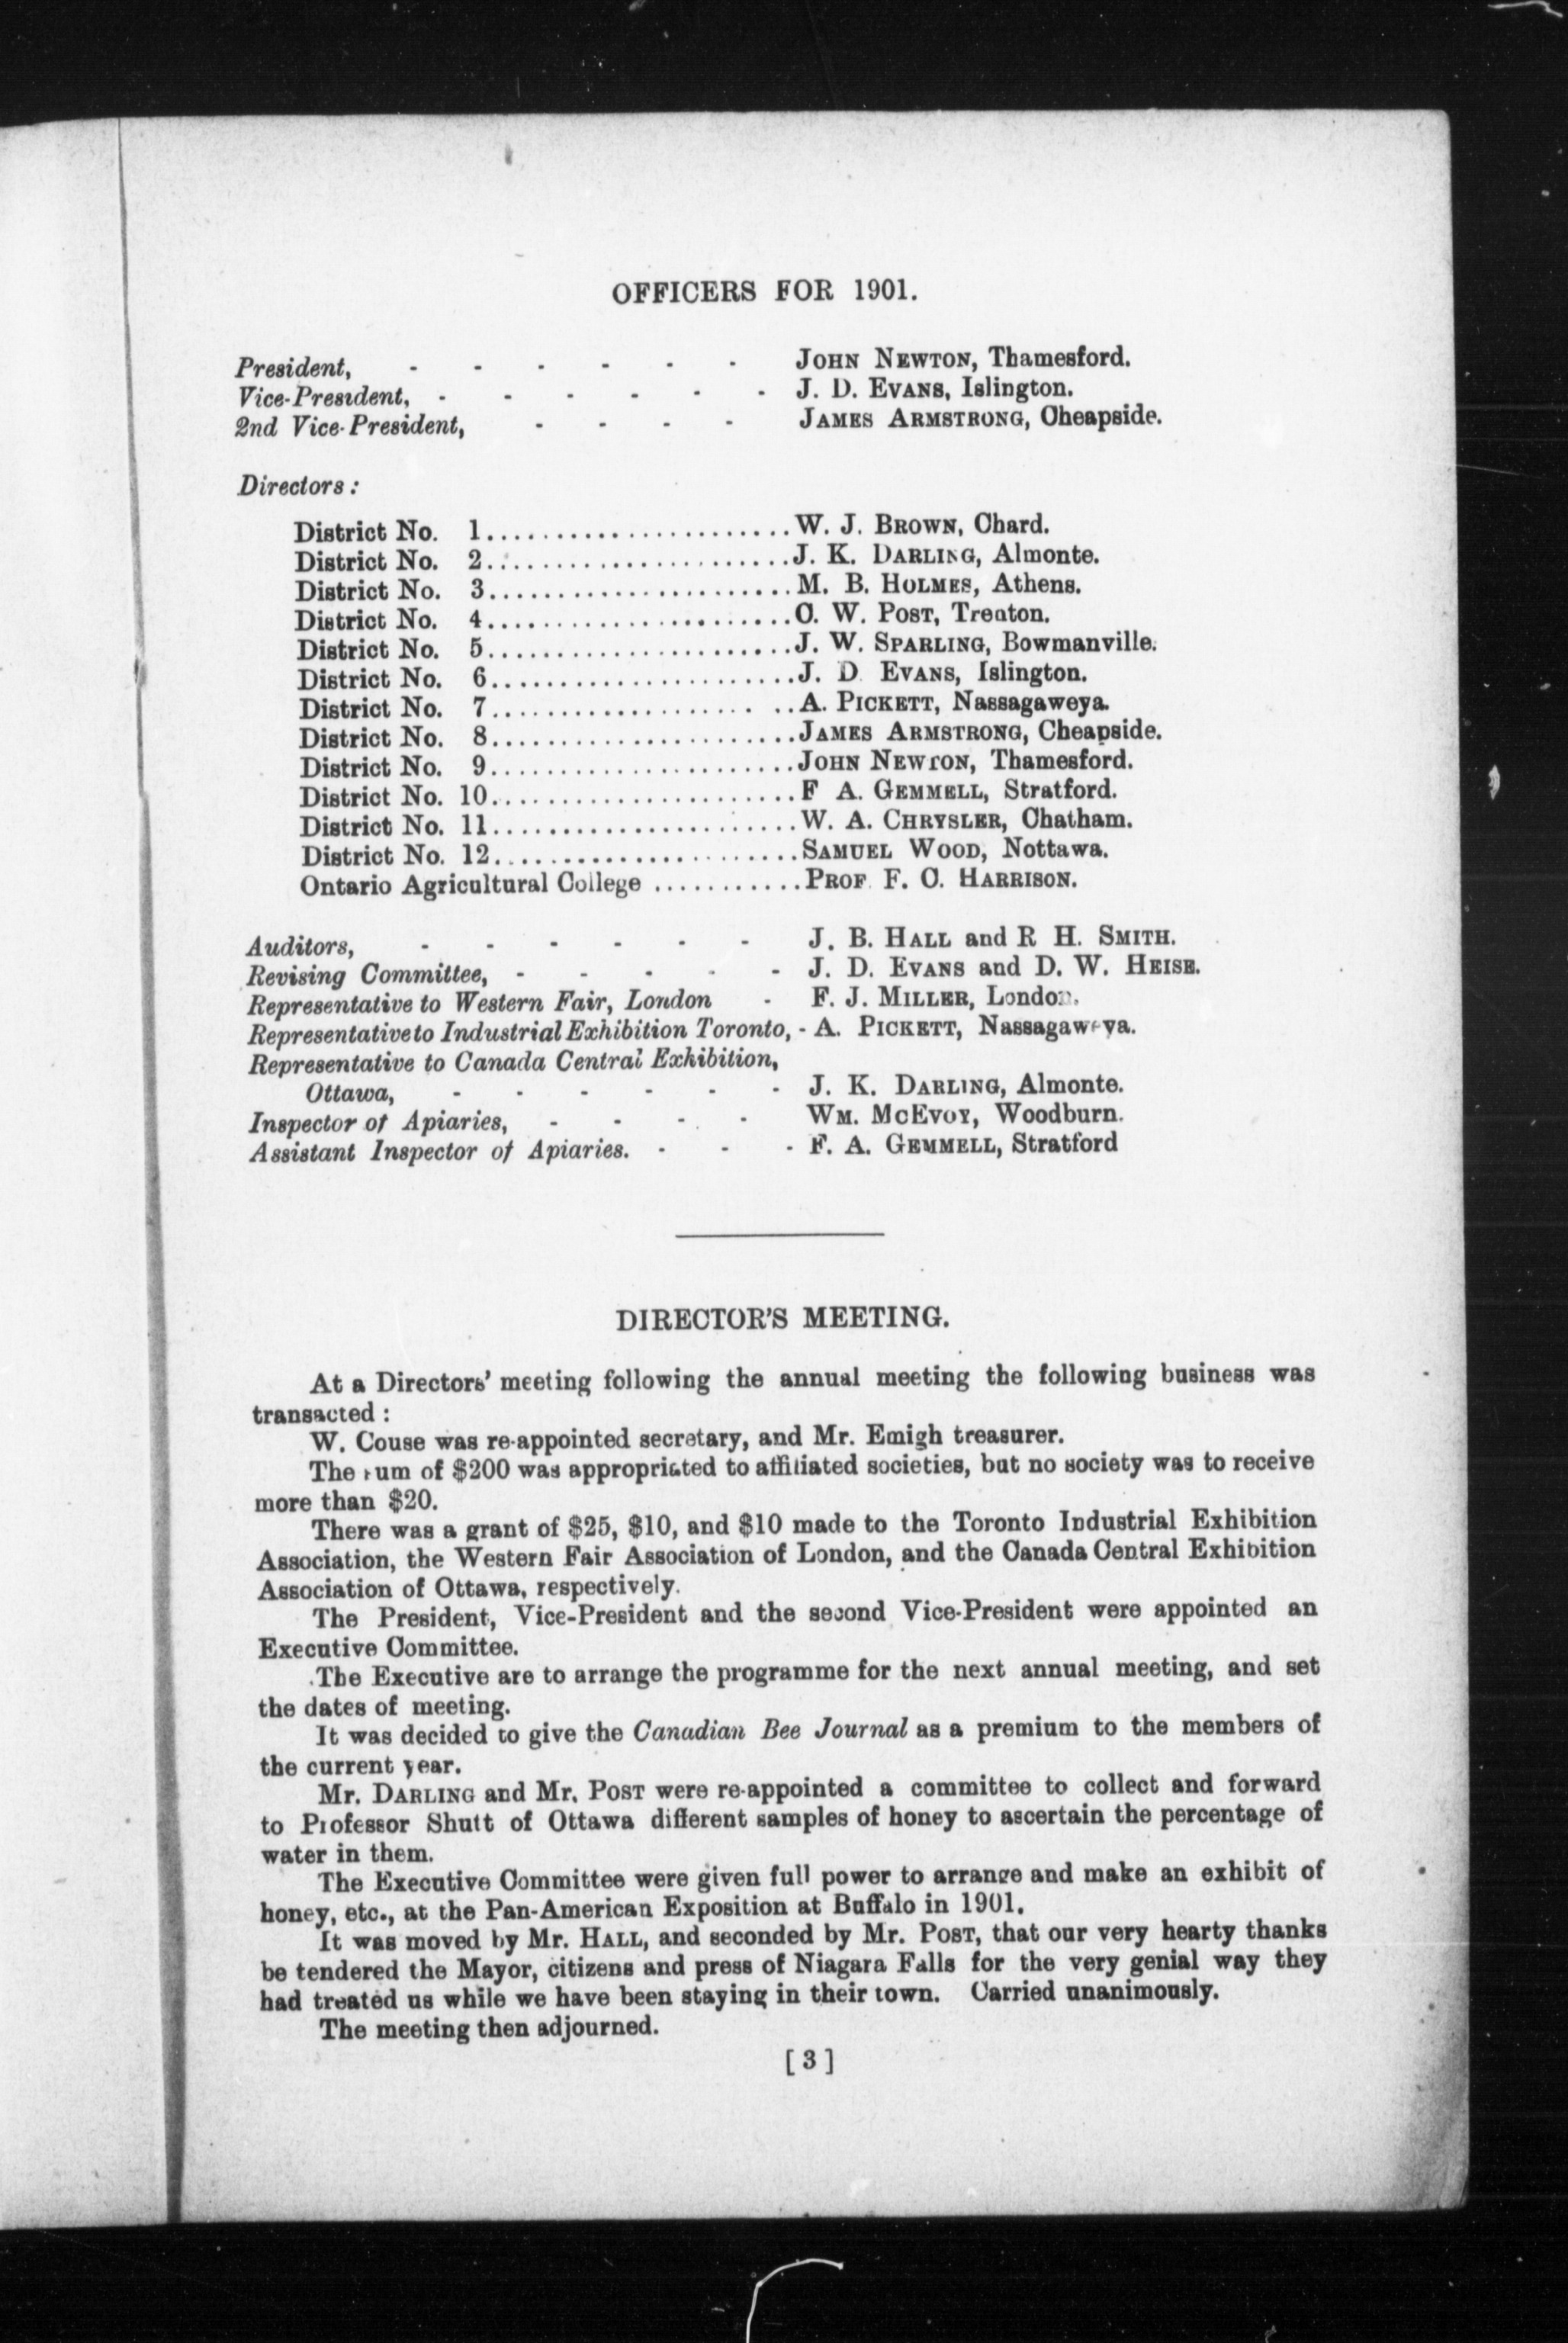 OFFICERS FOR 1901.
President, - - - - - - JOHN NEWTON, Thamesford.
Vice-President, - - - - - - J. D. EVANS, Islington.
2nd Vice-President, - - - - JAMES ARMSTRONG, Cheapside.
Directors :
District No. 1......................W. J. BROWN, Chard.
District No. 2......................J. K. DARLING, Almonte.
District No. 3......................M. B. HOLMES, Athens.
District No. 4......................C. W. POST, Trenton.
District No. 5......................J. W. SPARLING, Bowmanville.
District No. 6......................J. D. EVANS, Islington.
District No. 7......................A. PICKETT, Nassagaweya.
District No. 8......................JAMES ARMSTRONG, Cheapside.
District No. 9......................JOHN NEWTON, Thamesford.
District No. 10......................F A. GEMMELL, Stratford.
District No. 11......................W. A. CHRYSLER, Chatham.
District No. 12......................SAMUEL WOOD, Nottawa.
Ontario Agricultural College ...........PROF. F. C. HARRISON.
Auditors, - - - - - - J. B. HALL and R H. SMITH.
Revising Committee, - - - - - J. D. EVANS and D. W. HEISE.
Representative to Western Fair, London - F. J. MILLER, London.
Representative to Industrial Exhibition Toronto, - A. PICKETT, Nassagaweya.
Representative to Canada Central Exhibition,
Ottawa, - - - - - - J. K. DARLING, Almonte.
Inspector of Apiaries, - - - - WM. MCEVOY, Woodburn.
Assistant Inspector of Apiaries. - - - F. A. GEMMELL, Stratford
DIRECTOR'S MEETING.
At a Directors' meeting following the annual meeting the following business was
transacted :
W. Couse was re-appointed secretary, and Mr. Emigh treasurer.
The sum of $200 was appropriated to affiliated societies, but no society was to receive
more than $20.
There was a grant of $25, $10, and $10 made to the Toronto Industrial Exhibition
Association, the Western Fair Association of London, and the Canada Central Exhibition
Association of Ottawa, respectively.
The President, Vice-President and the second Vice-President were appointed an
Executive Committee.
The Executive are to arrange the programme for the next annual meeting, and set
the dates of meeting.
It was decided to give the Canadian Bee Journal as a premium to the members of
the current year.
Mr. DARLING and Mr. POST were re-appointed a committee to collect and forward
to Professor Shutt of Ottawa different samples of honey to ascertain the percentage of
water in them.
The Executive Committee were given full power to arrange and make an exhibit of
honey, etc., at the Pan-American Exposition at Buffalo in 1901.
It was moved by Mr. HALL, and seconded by Mr. POST, that our very hearty thanks
be tendered the Mayor, citizens and press of Niagara Falls for the very genial way they
had treated us while we have been staying in their town. Carried unanimously.
The meeting then adjourned.
[ 3 ]